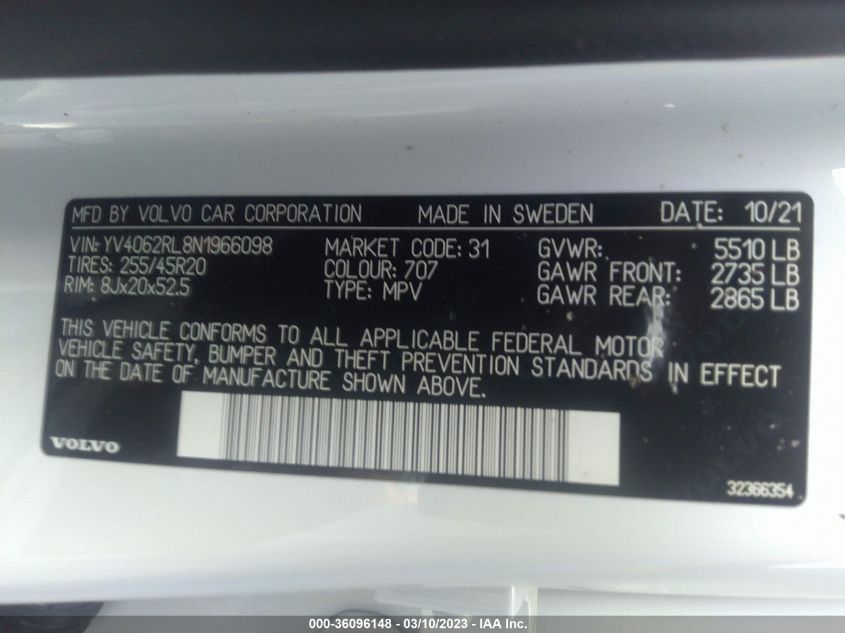 MFD BY VOLVO CAR CORPORATION MADE IN SWEDEN DATE: 10/21
VIN: YV4062RL8N1966098 MARKET CODE: 31 GVWR: 5510 LB
TIRES: 255/45R20 COLOUR: 707 GAWR FRONT: 2735 LB
RIM: 8Jx20x52.5 TYPE: MPV GAWR REAR: 2865 LB
THIS VEHICLE CONFORMS TO ALL APPLICABLE FEDERAL MOTOR
VEHICLE SAFETY, BUMPER AND THEFT PREVENTION STANDARDS IN EFFECT
ON THE DATE OF MANUFACTURE SHOWN ABOVE.
VOLVO
32366354
000-36096148 - 03/10/2023 - IAA Inc.